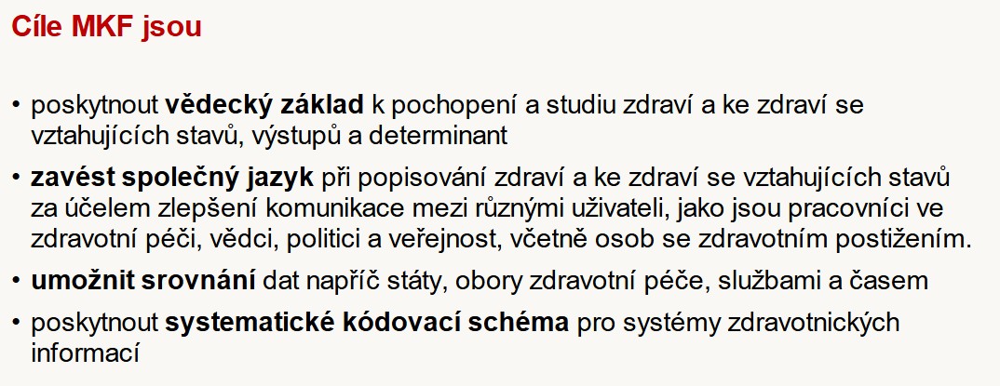 Cíle MKF jsou
• poskytnout vědecký základ k pochopení a studiu zdraví a ke zdraví se
vztahujících stavů, výstupů a determinant
• zavést společný jazyk při popisování zdraví a ke zdraví se vztahujících stavů
za účelem zlepšení komunikace mezi různými uživateli, jako jsou pracovníci ve
zdravotní péči, vědci, politici a veřejnost, včetně osob se zdravotním postižením.
• umožnit srovnání dat napříč státy, obory zdravotní péče, službami a časem
• poskytnout systematické kódovací schéma pro systémy zdravotnických
informací